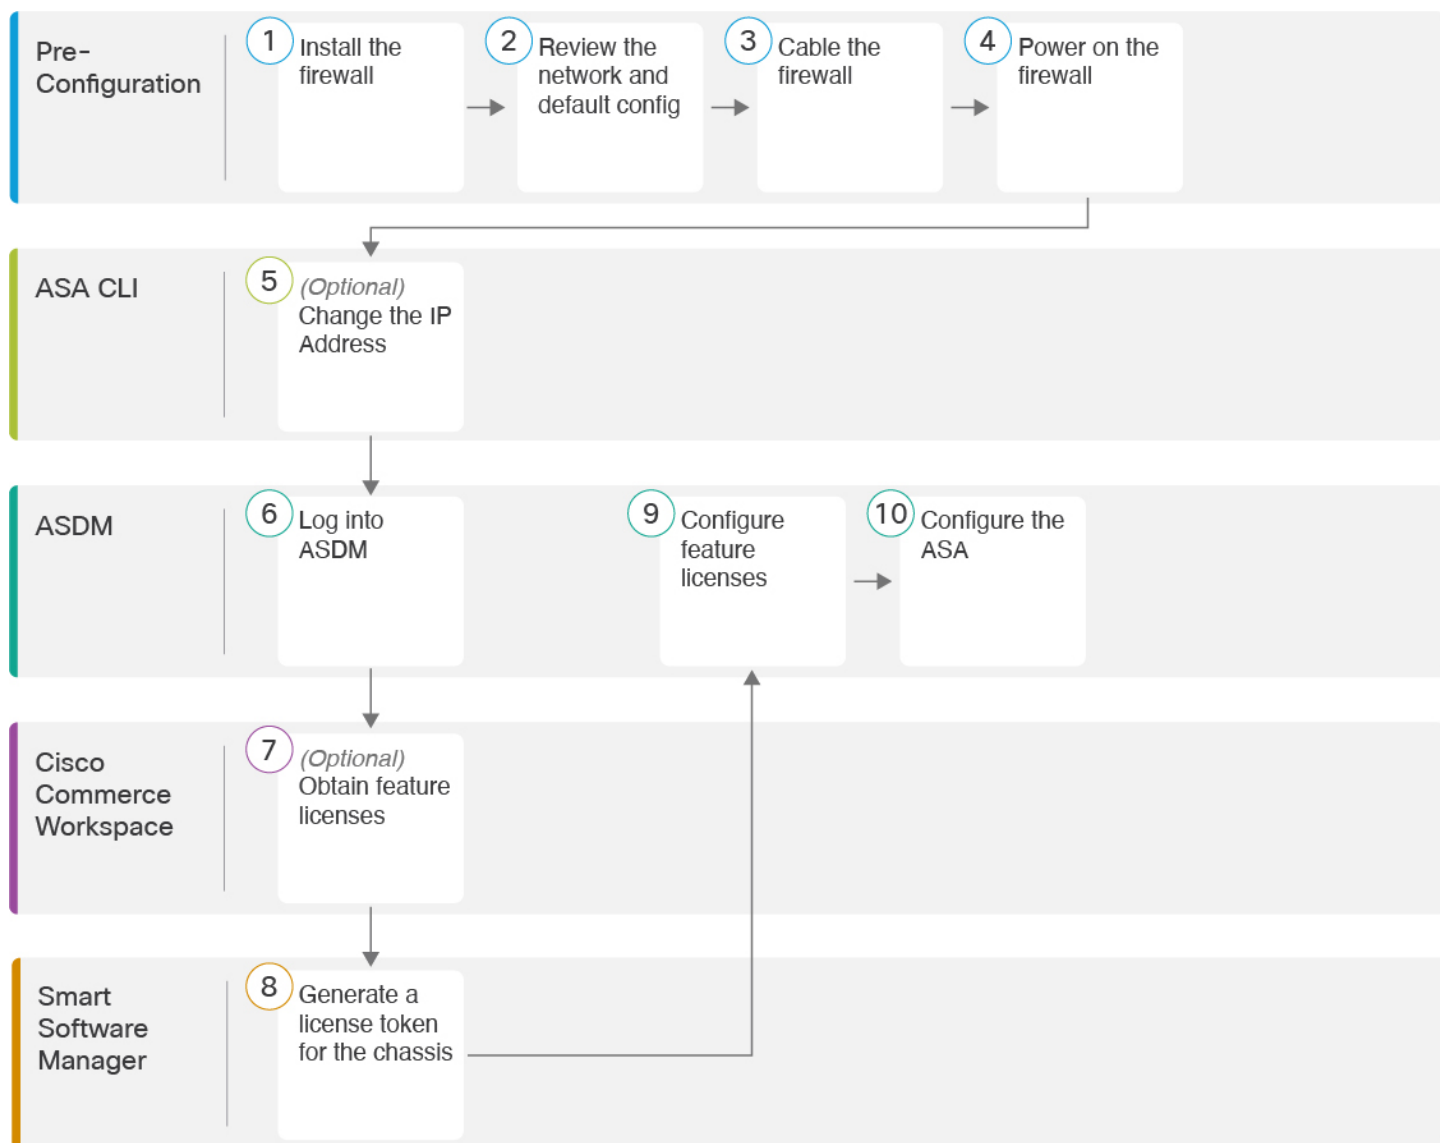 Pre-
Configuration
1
Install the
firewall
2
Review the
network and
default config
3
Cable the
firewall
4
Power on the
firewall
ASA CLI
5
(Optional)
Change the IP
Address
ASDM
6
Log into
ASDM
9
Configure
feature
licenses
10
Configure the
ASA
Cisco
Commerce
Workspace
7
(Optional)
Obtain feature
licenses
Smart
Software
Manager
8
Generate a
license token
for the chassis